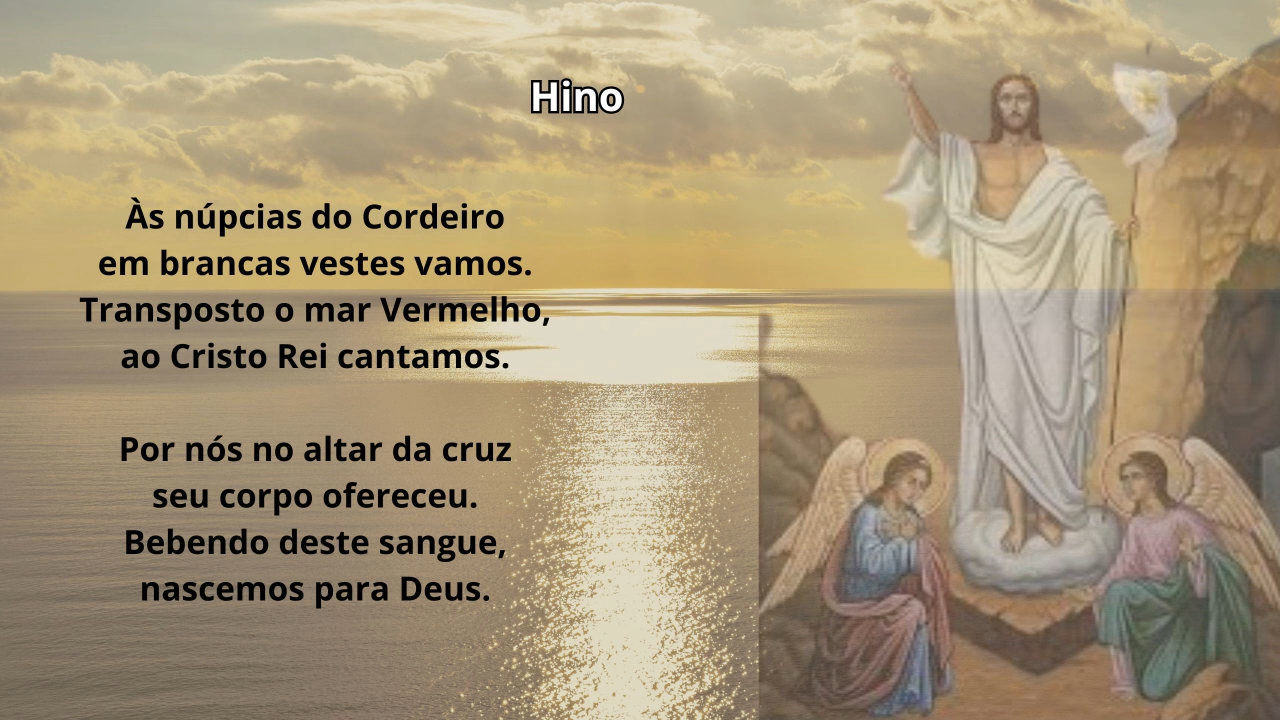 Hino
Às núpcias do Cordeiro
em brancas vestes vamos.
Transposto o mar Vermelho,
ao Cristo Rei cantamos.
Por nós no altar da cruz
seu corpo ofereceu.
Bebendo deste sangue,
nascemos para Deus.